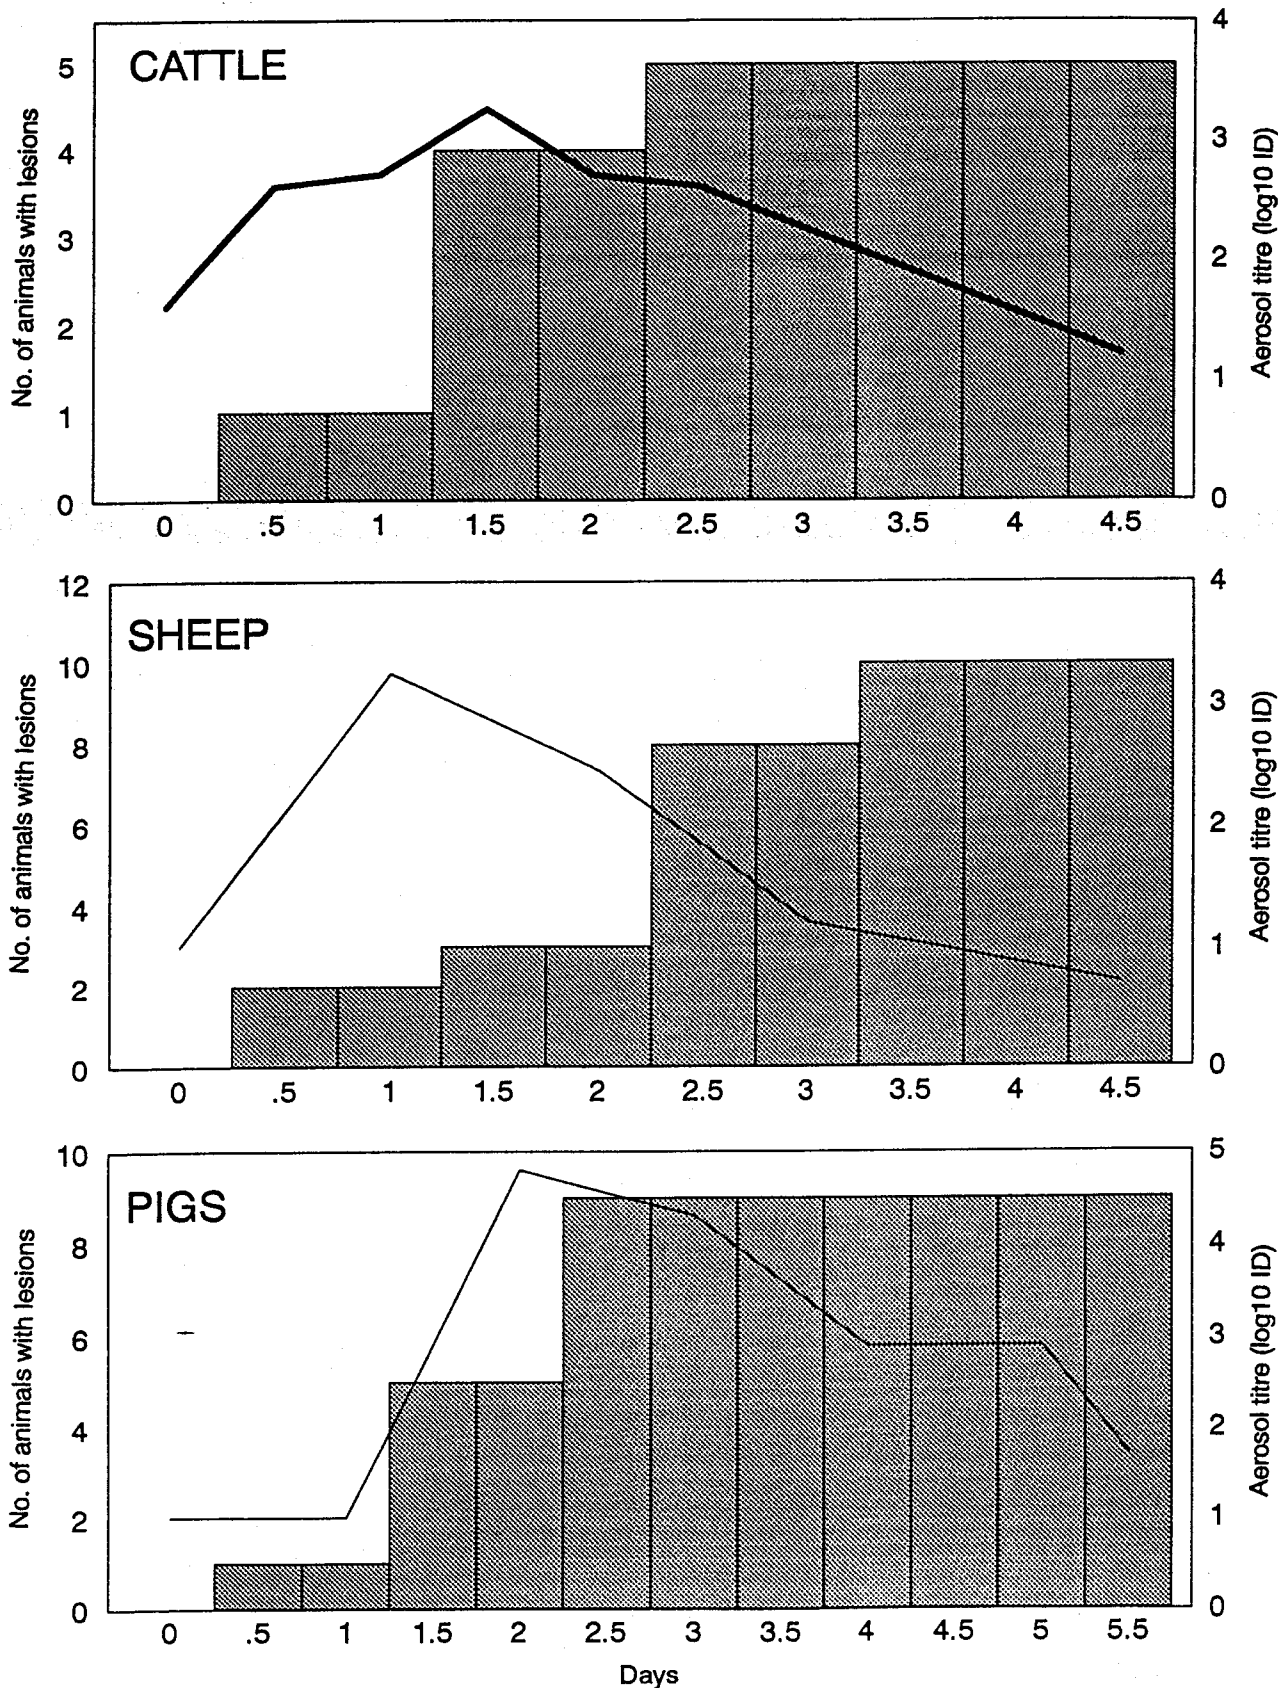 CATTLE
No. of animals with lesions
5
4
3
2
1
0
4
3
2
1
0
Aerosol titre (log10 ID)
0 .5 1 1.5 2 2.5 3 3.5 4 4.5
SHEEP
No. of animals with lesions
12
10
8
6
4
2
0
4
3
2
1
0
Aerosol titre (log10 ID)
0 .5 1 1.5 2 2.5 3 3.5 4 4.5
PIGS
No. of animals with lesions
10
8
6
4
2
0
5
4
3
2
1
0
Aerosol titre (log10 ID)
0 .5 1 1.5 2 2.5 3 3.5 4 4.5 5 5.5
Days